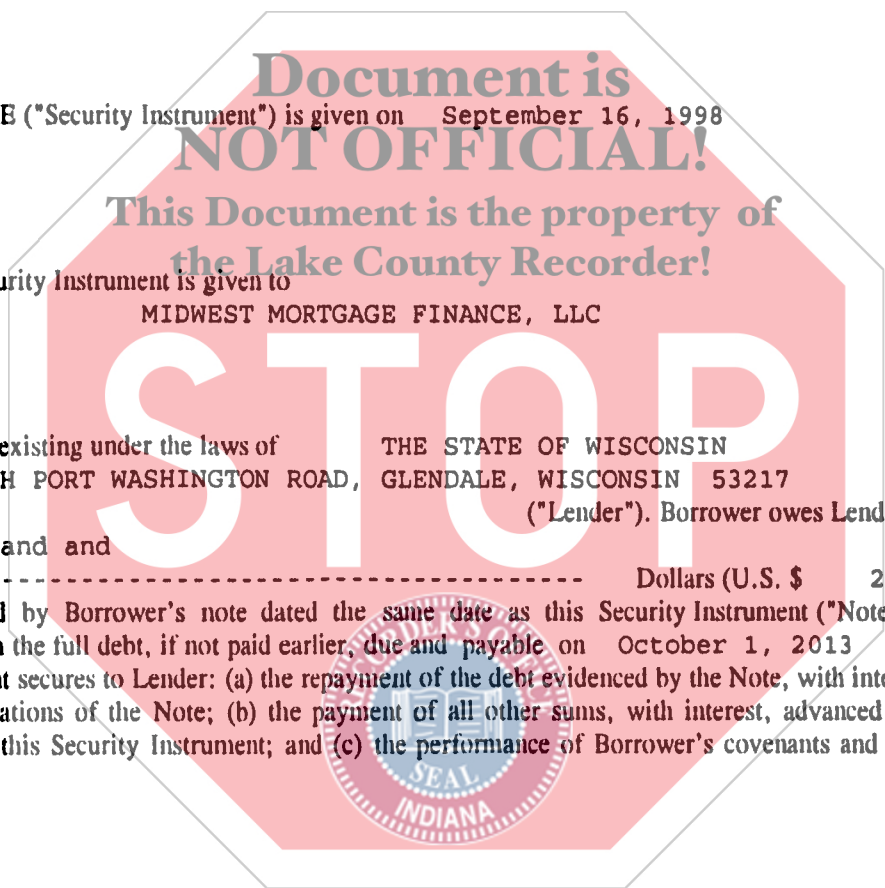 Document is
E ("Security Instrument") is given on September 16, 1998
NOT OFFICIAL!
This Document is the property of
the Lake County Recorder!
urity Instrument is given to
MIDWEST MORTGAGE FINANCE, LLC
STOP
existing under the laws of THE STATE OF WISCONSIN
H PORT WASHINGTON ROAD, GLENDALE, WISCONSIN 53217
("Lender"). Borrower owes Lend
and and
-------------------------------------- Dollars (U.S. $ 2
d by Borrower's note dated the same date as this Security Instrument ("Note
h the full debt, if not paid earlier, due and payable on October 1, 2013
t secures to Lender: (a) the repayment of the debt evidenced by the Note, with inte
ations of the Note; (b) the payment of all other sums, with interest, advanced
this Security Instrument; and (c) the performance of Borrower's covenants and
RECORDER'S OFFICE
SEAL
INDIANA